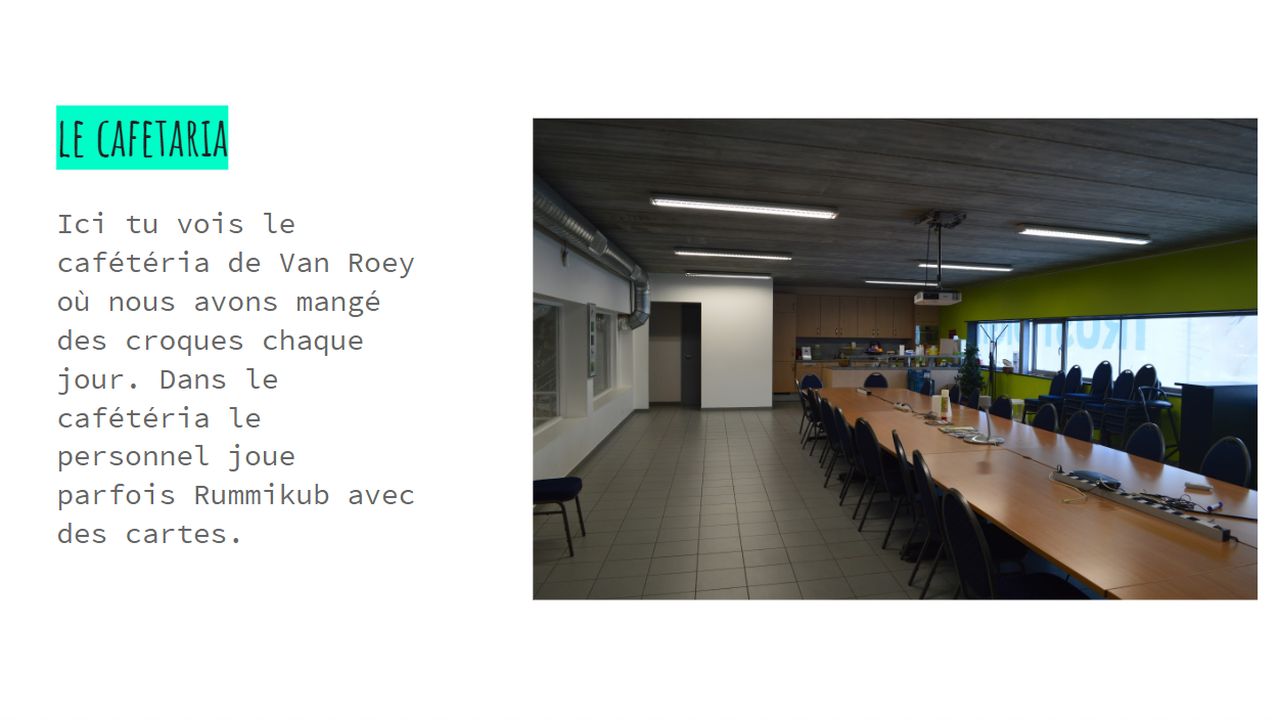 LE CAFETARIA
Ici tu vois le
cafétéria de Van Roey
où nous avons mangé
des croques chaque
jour. Dans le
cafétéria le
personnel joue
parfois Rummikub avec
des cartes.